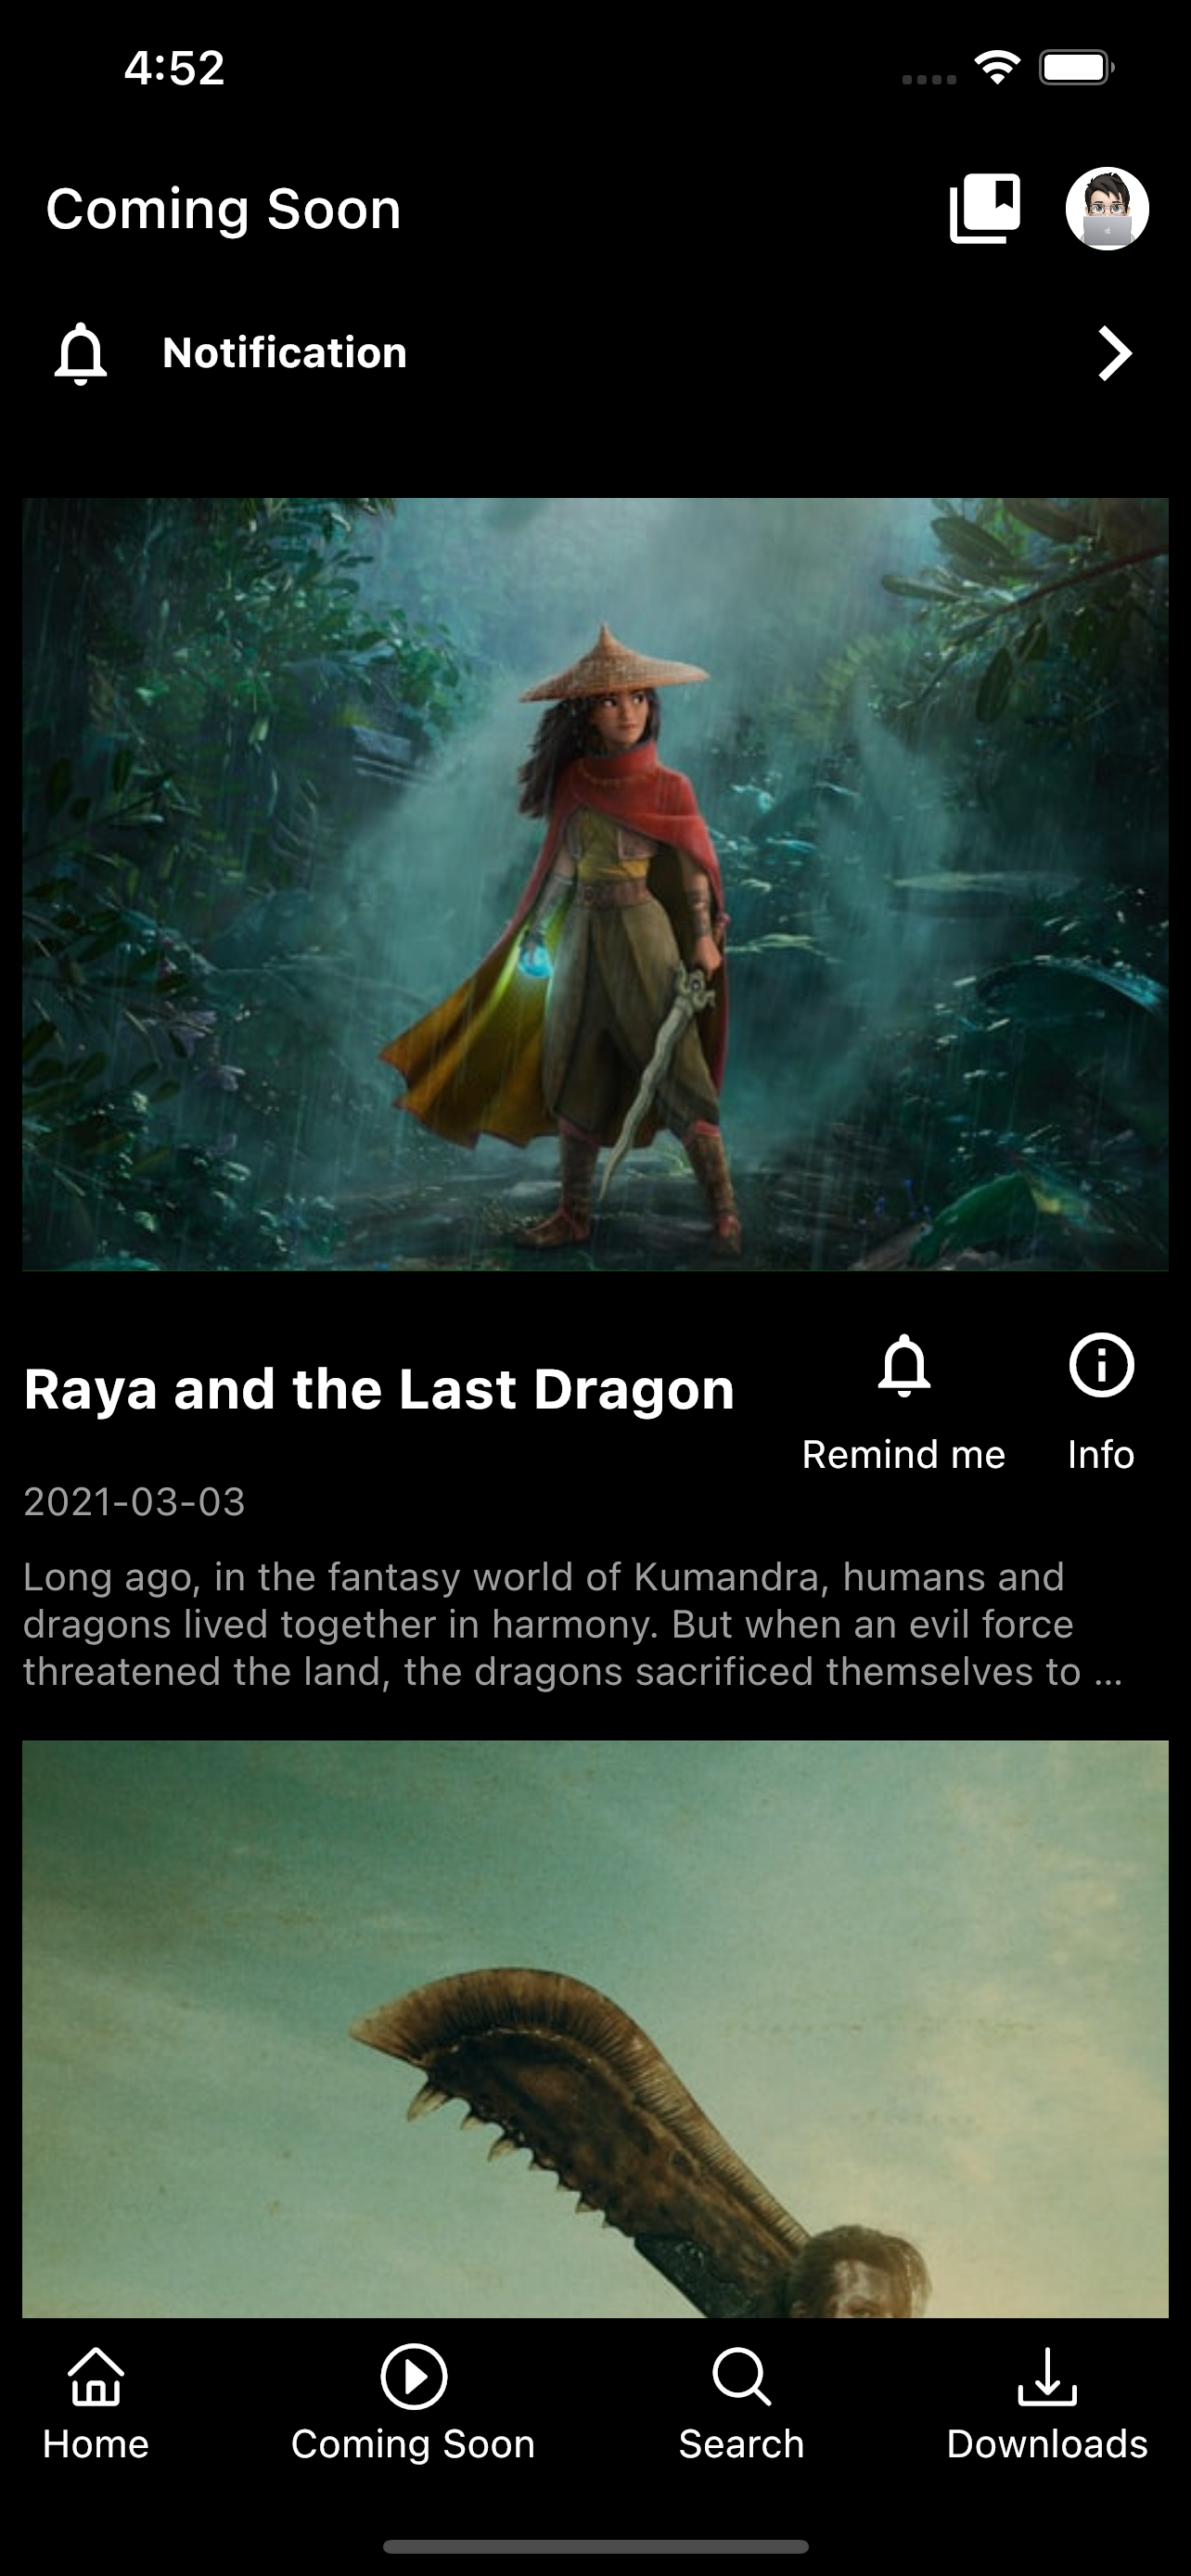 4:52
Coming Soon
Notification
Raya and the Last Dragon
Remind me
Info
2021-03-03
Long ago, in the fantasy world of Kumandra, humans and
dragons lived together in harmony. But when an evil force
threatened the land, the dragons sacrificed themselves to ...
Home
Coming Soon
Search
Downloads